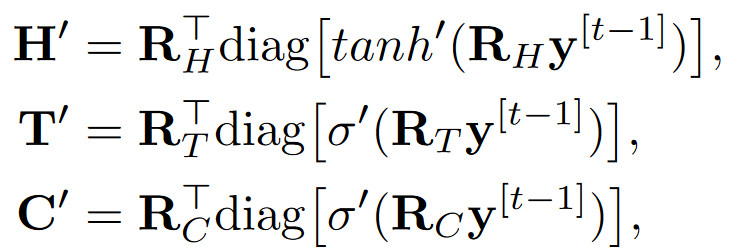 𝐇′ = 𝐑_H^⊤ diag[tanh′(𝐑_H 𝐲^[t−1])],
𝐓′ = 𝐑_T^⊤ diag[σ′(𝐑_T 𝐲^[t−1])],
𝐂′ = 𝐑_C^⊤ diag[σ′(𝐑_C 𝐲^[t−1])],